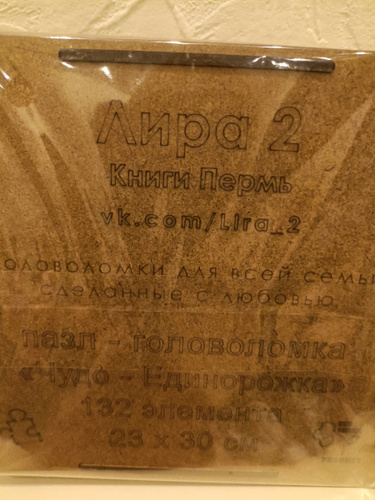 Лира 2
Книги Пермь
vk.com/Lira_2
оловоломки для всей семь
сделанные с любовью
пазл - головоломка
«Чудо - Единорожка»
132 элемента
23 х 30 см